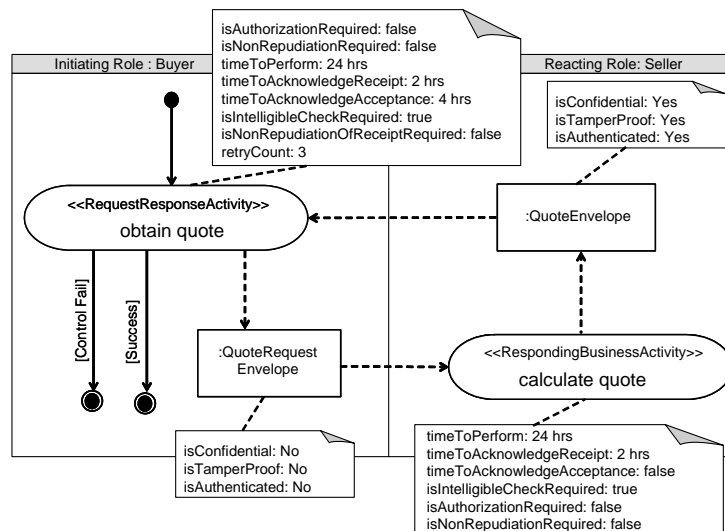 isAuthorizationRequired: false
isNonRepudiationRequired: false
timeToPerform: 24 hrs
timeToAcknowledgeReceipt: 2 hrs
timeToAcknowledgeAcceptance: 4 hrs
isIntelligibleCheckRequired: true
isNonRepudiationOfReceiptRequired: false
retryCount: 3
Initiating Role : Buyer
Reacting Role: Seller
isConfidential: Yes
isTamperProof: Yes
isAuthenticated: Yes
<<RequestResponseActivity>>
obtain quote
:QuoteEnvelope
[Control Fail]
[Success]
:QuoteRequest
Envelope
<<RespondingBusinessActivity>>
calculate quote
isConfidential: No
isTamperProof: No
isAuthenticated: No
timeToPerform: 24 hrs
timeToAcknowledgeReceipt: 2 hrs
timeToAcknowledgeAcceptance: false
isIntelligibleCheckRequired: true
isAuthorizationRequired: false
isNonRepudiationRequired: false